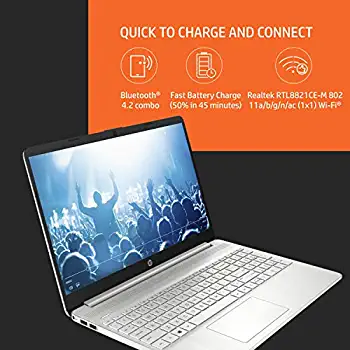 QUICK TO CHARGE AND CONNECT
Bluetooth® Fast Battery Charge Realtek RTL8821CE-M 802
4.2 combo (50% in 45 minutes) 11a/b/g/n/ac (1x1) Wi-Fi®
hp